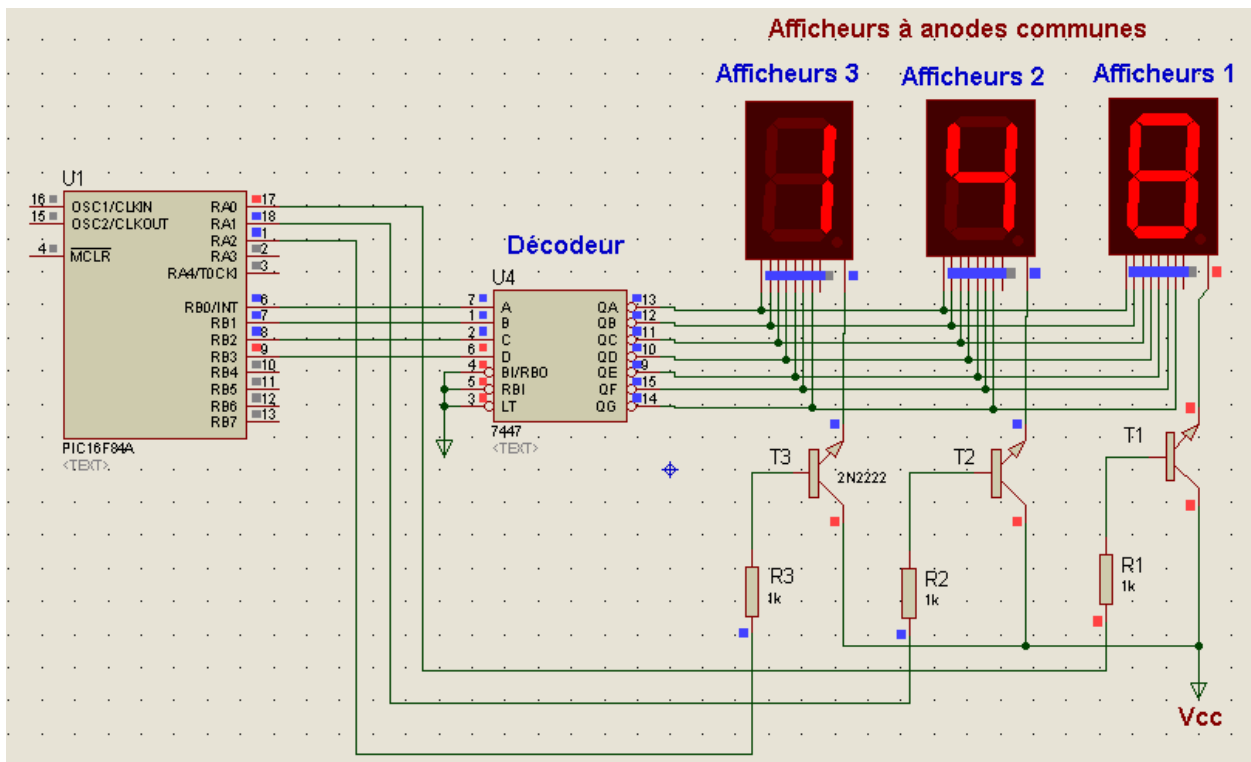 Afficheurs à anodes communes
Afficheurs 3
Afficheurs 2
Afficheurs 1
U1
16 OSC1/CLKIN RA0 17
15 OSC2/CLKOUT RA1 18
RA2 1
4 MCLR RA3 2
RA4/T0CKI 3
RB0/INT 6
RB1 7
RB2 8
RB3 9
RB4 10
RB5 11
RB6 12
RB7 13
PIC16F84A
<TEXT>
Décodeur
U4
7 A QA 13
1 B QB 12
2 C QC 11
6 D QD 10
4 BI/RBO QE 9
5 RBI QF 15
3 LT QG 14
7447
<TEXT>
T3
2N2222
T2
T1
R3
1k
R2
1k
R1
1k
Vcc
1 4 8